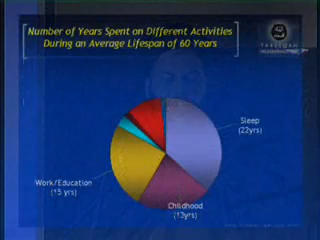 Number of Years Spent on Different Activities
During an Average Lifespan of 60 Years
Sleep
(22yrs)
Work/Education
(15 yrs)
Childhood
(13yrs)